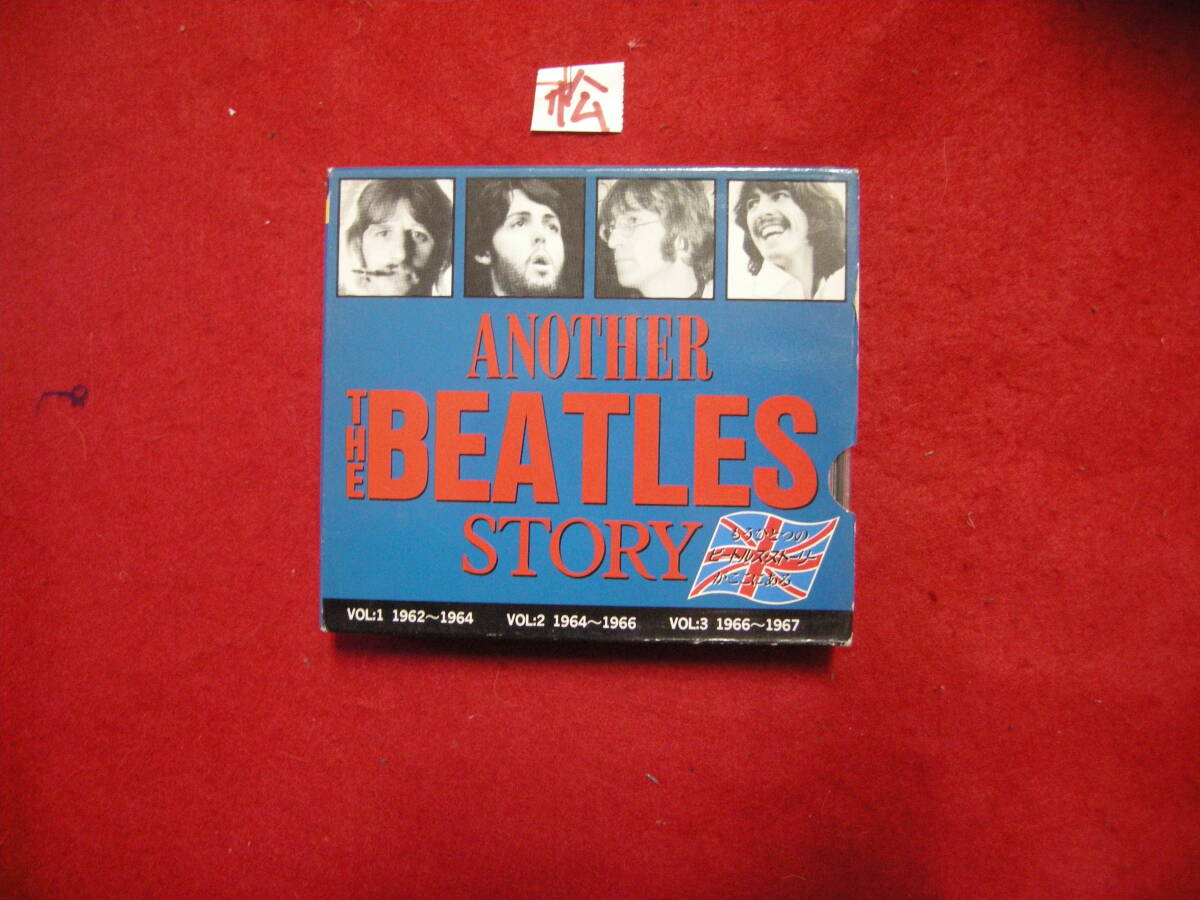 松
ANOTHER
THE BEATLES
STORY
もうひとつの
ビートルズ・ストーリー
がここにある
VOL:1 1962～1964 VOL:2 1964～1966 VOL:3 1966～1967